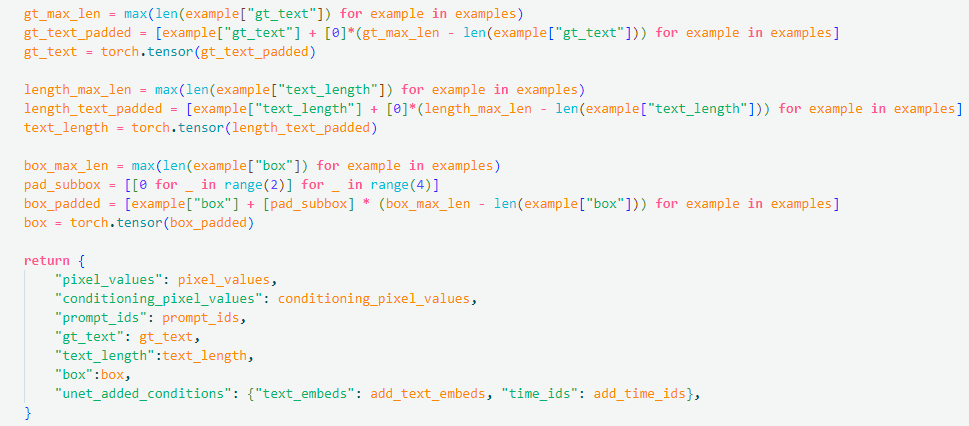 gt_max_len = max(len(example["gt_text"]) for example in examples)
gt_text_padded = [example["gt_text"] + [0]*(gt_max_len - len(example["gt_text"])) for example in examples]
gt_text = torch.tensor(gt_text_padded)

length_max_len = max(len(example["text_length"]) for example in examples)
length_text_padded = [example["text_length"] + [0]*(length_max_len - len(example["text_length"])) for example in examples]
text_length = torch.tensor(length_text_padded)

box_max_len = max(len(example["box"]) for example in examples)
pad_subbox = [[0 for _ in range(2)] for _ in range(4)]
box_padded = [example["box"] + [pad_subbox] * (box_max_len - len(example["box"])) for example in examples]
box = torch.tensor(box_padded)

return {
    "pixel_values": pixel_values,
    "conditioning_pixel_values": conditioning_pixel_values,
    "prompt_ids": prompt_ids,
    "gt_text": gt_text,
    "text_length":text_length,
    "box":box,
    "unet_added_conditions": {"text_embeds": add_text_embeds, "time_ids": add_time_ids},
}